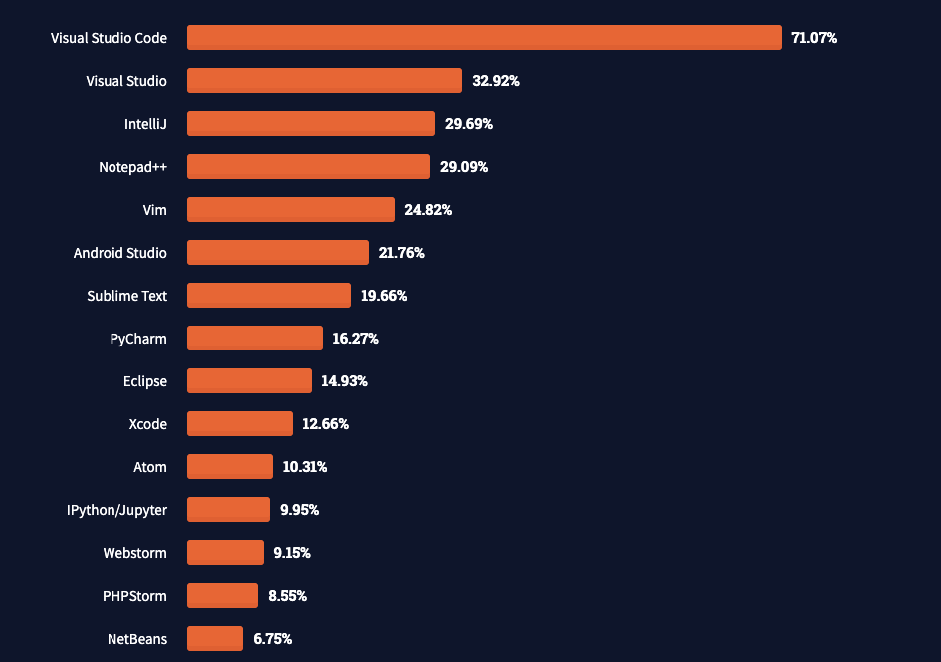 Visual Studio Code 71.07%
Visual Studio 32.92%
IntelliJ 29.69%
Notepad++ 29.09%
Vim 24.82%
Android Studio 21.76%
Sublime Text 19.66%
PyCharm 16.27%
Eclipse 14.93%
Xcode 12.66%
Atom 10.31%
IPython/Jupyter 9.95%
Webstorm 9.15%
PHPStorm 8.55%
NetBeans 6.75%